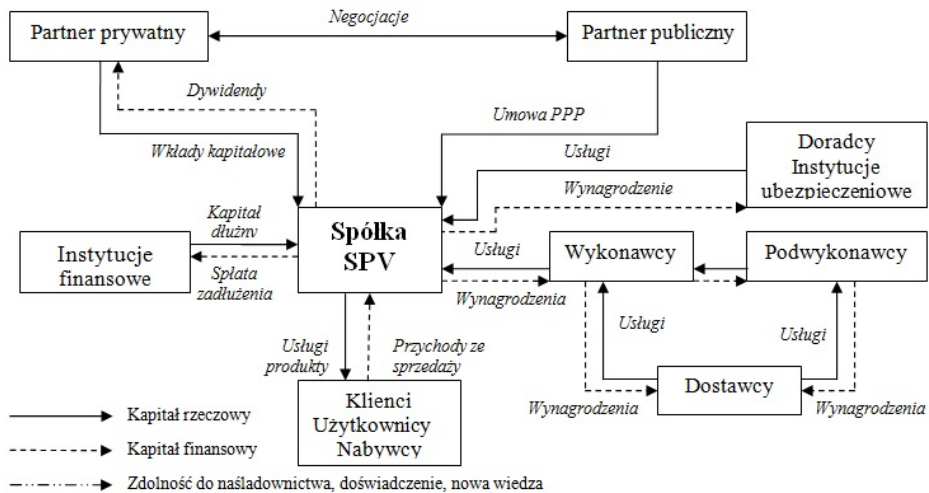 Negocjacje
Partner prywatny
Partner publiczny
Dywidendy
Umowa PPP
Wkłady kapitałowe
Usługi
Doradcy
Instytucje
ubezpieczeniowe
Wynagrodzenie
Kapitał
dłużny
Spółka
SPV
Instytucje
finansowe
Spłata
zadłużenia
Usługi
Wykonawcy
Podwykonawcy
Wynagrodzenia
Usługi
Usługi
Usługi
produkty
Przychody ze
sprzedaży
Dostawcy
Wynagrodzenia
Wynagrodzenia
Klienci
Użytkownicy
Nabywcy
Kapitał rzeczowy
Kapitał finansowy
Zdolność do naśladownictwa, doświadczenie, nowa wiedza